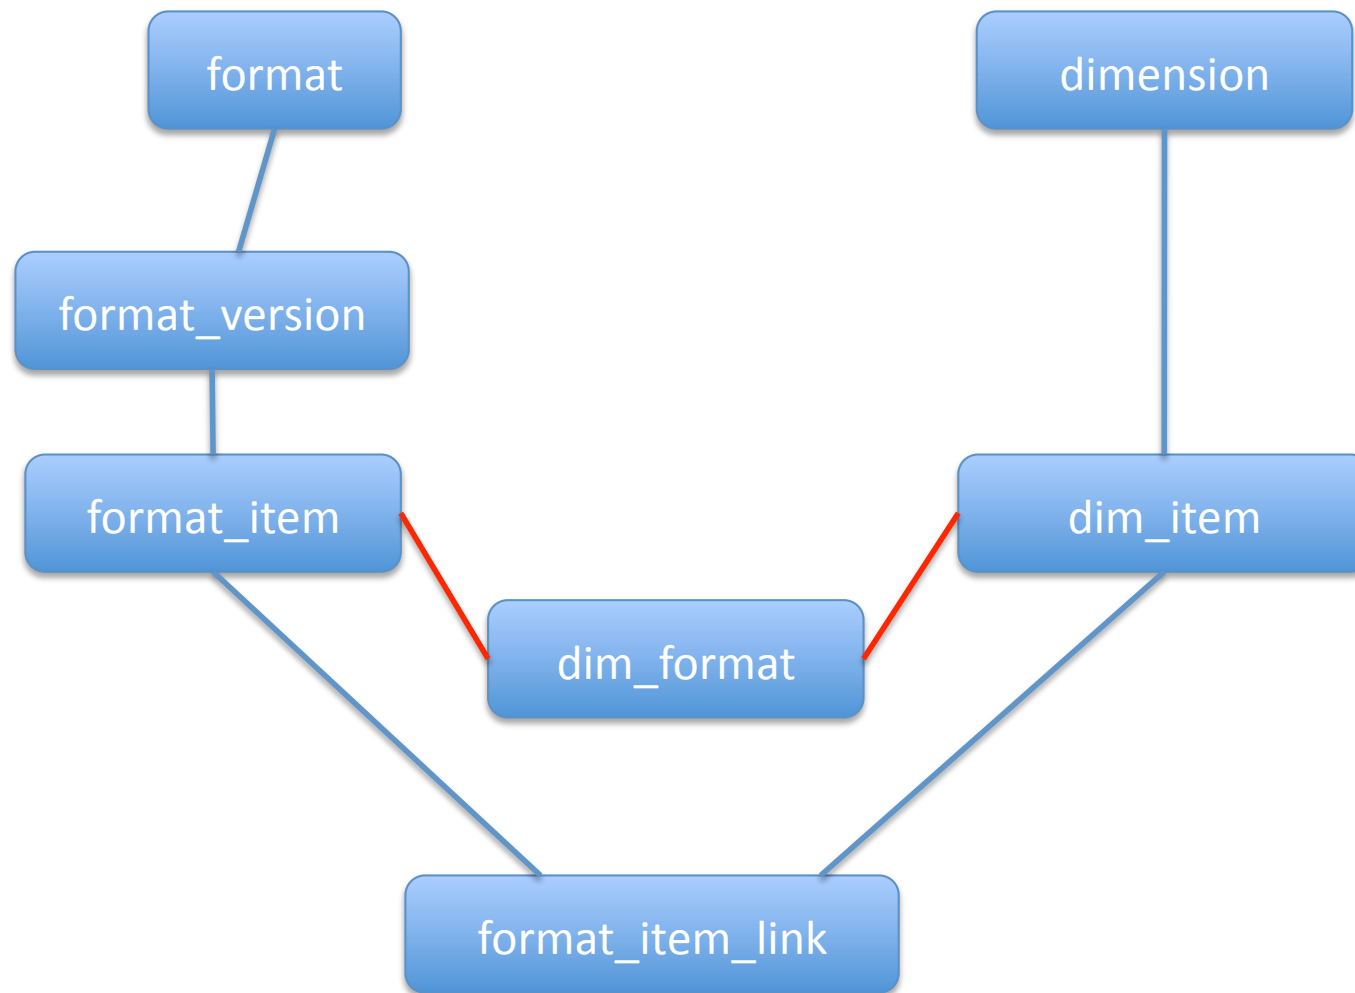 format
dimension
format_version
format_item
dim_item
dim_format
format_item_link